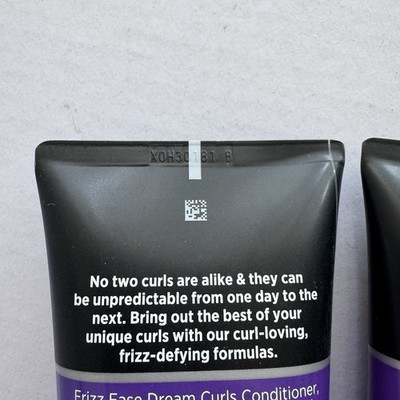 No two curls are alike & they can
be unpredictable from one day to the
next. Bring out the best of your
unique curls with our curl-loving,
frizz-defying formulas.
Frizz Ease Dream Curls Conditioner,